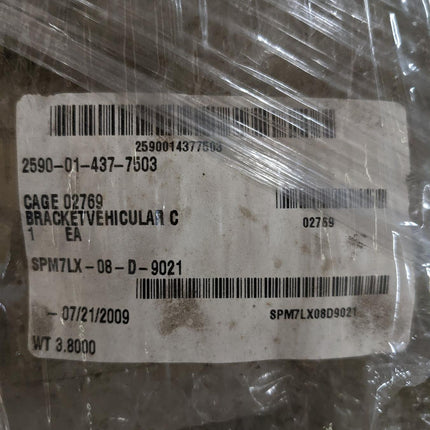 2590014377503
2590-01-437-7503
CAGE 02769
02769
BRACKETVEHICULAR C
1 EA
SPM7LX-08-D-9021
- 07/21/2009
SPM7LX08D9021
WT 3.8000